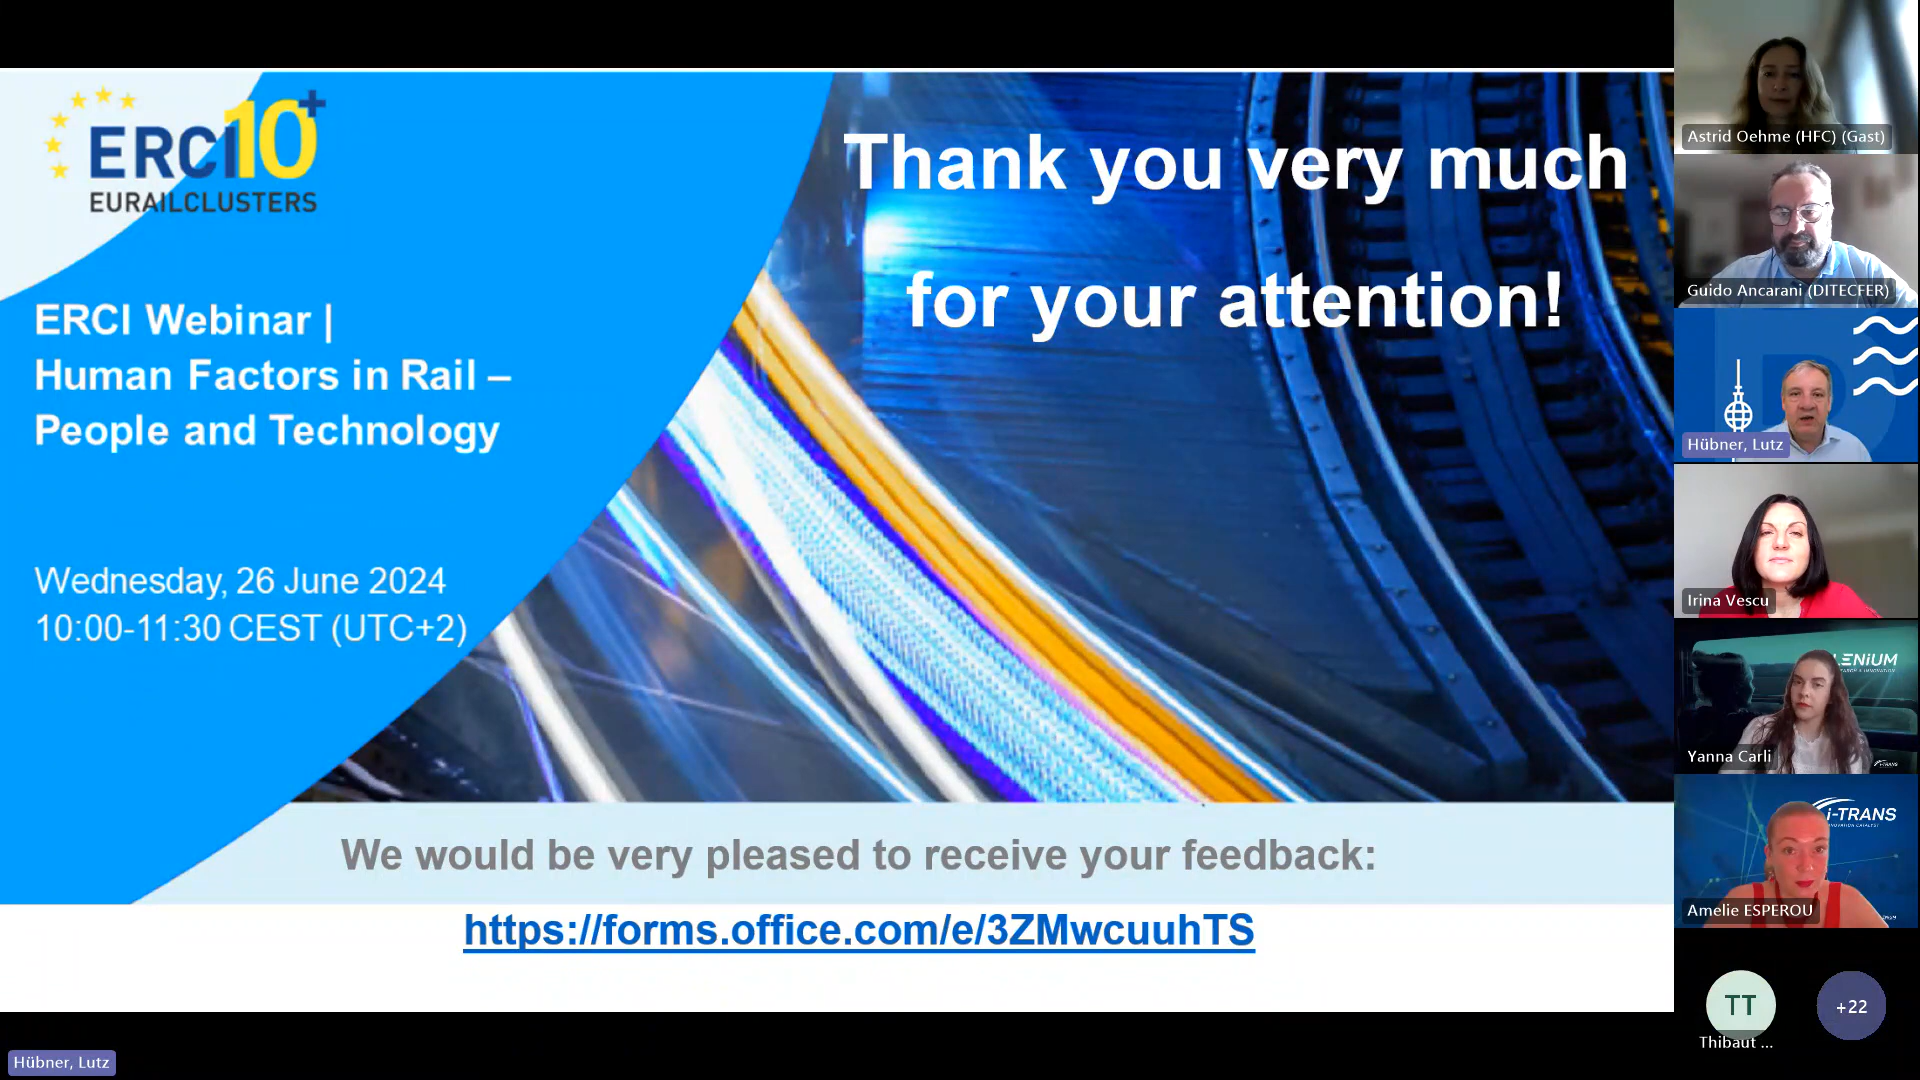 ERCI10+
EURAILCLUSTERS
ERCI Webinar |
Human Factors in Rail –
People and Technology
Wednesday, 26 June 2024
10:00-11:30 CEST (UTC+2)
Thank you very much
for your attention!
We would be very pleased to receive your feedback:
https://forms.office.com/e/3ZMwcuuhTS
Hübner, Lutz
Astrid Oehme (HFC) (Gast)
Guido Ancarani (DITECFER)
Hübner, Lutz
Irina Vescu
LENiUM
Yanna Carli
i-TRANS
i-TRANS
Amelie ESPEROU
TT
+22
Thibaut ...